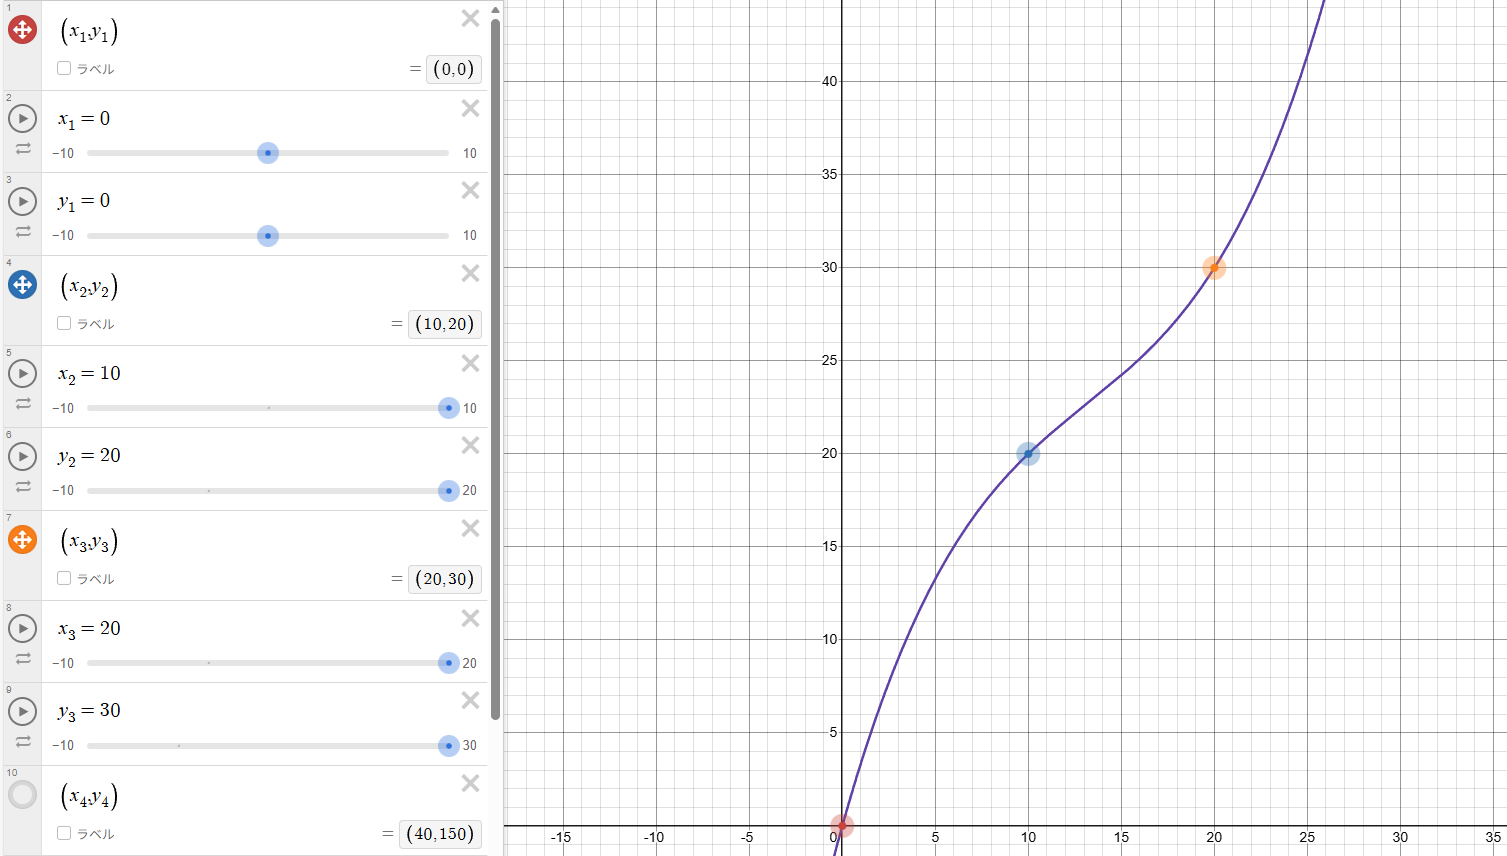 1
(x₁,y₁)
ラベル
= (0,0)
2
x₁ = 0
−10 10
3
y₁ = 0
−10 10
4
(x₂,y₂)
ラベル
= (10,20)
5
x₂ = 10
−10 10
6
y₂ = 20
−10 20
7
(x₃,y₃)
ラベル
= (20,30)
8
x₃ = 20
−10 20
9
y₃ = 30
−10 30
10
(x₄,y₄)
ラベル
= (40,150)
40
35
30
25
20
15
10
5
-15 -10 -5 0 5 10 15 20 25 30 35